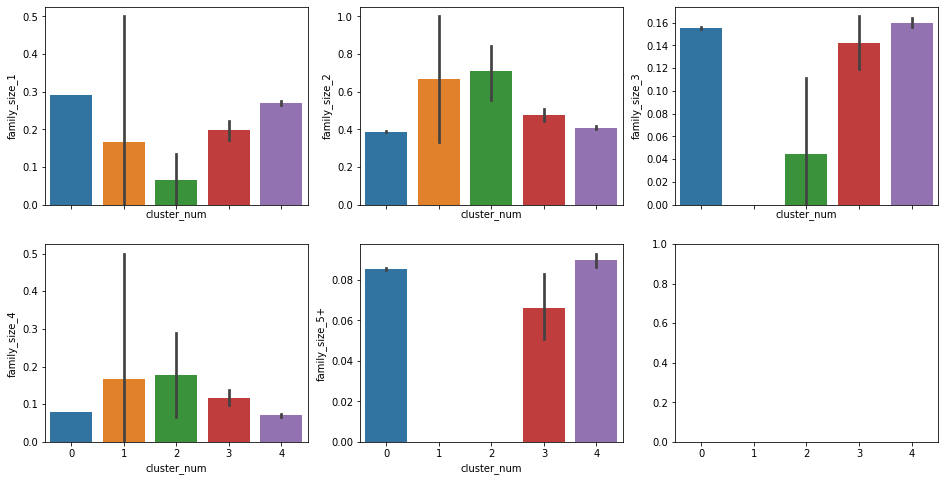 0.5
0.4
0.3
0.2
0.1
0.0
family_size_1
cluster_num
1.0
0.8
0.6
0.4
0.2
0.0
family_size_2
cluster_num
0.16
0.14
0.12
0.10
0.08
0.06
0.04
0.02
0.00
family_size_3
cluster_num
0.5
0.4
0.3
0.2
0.1
0.0
family_size_4
0 1 2 3 4
cluster_num
0.08
0.06
0.04
0.02
0.00
family_size_5+
0 1 2 3 4
cluster_num
1.0
0.8
0.6
0.4
0.2
0.0
0 1 2 3 4